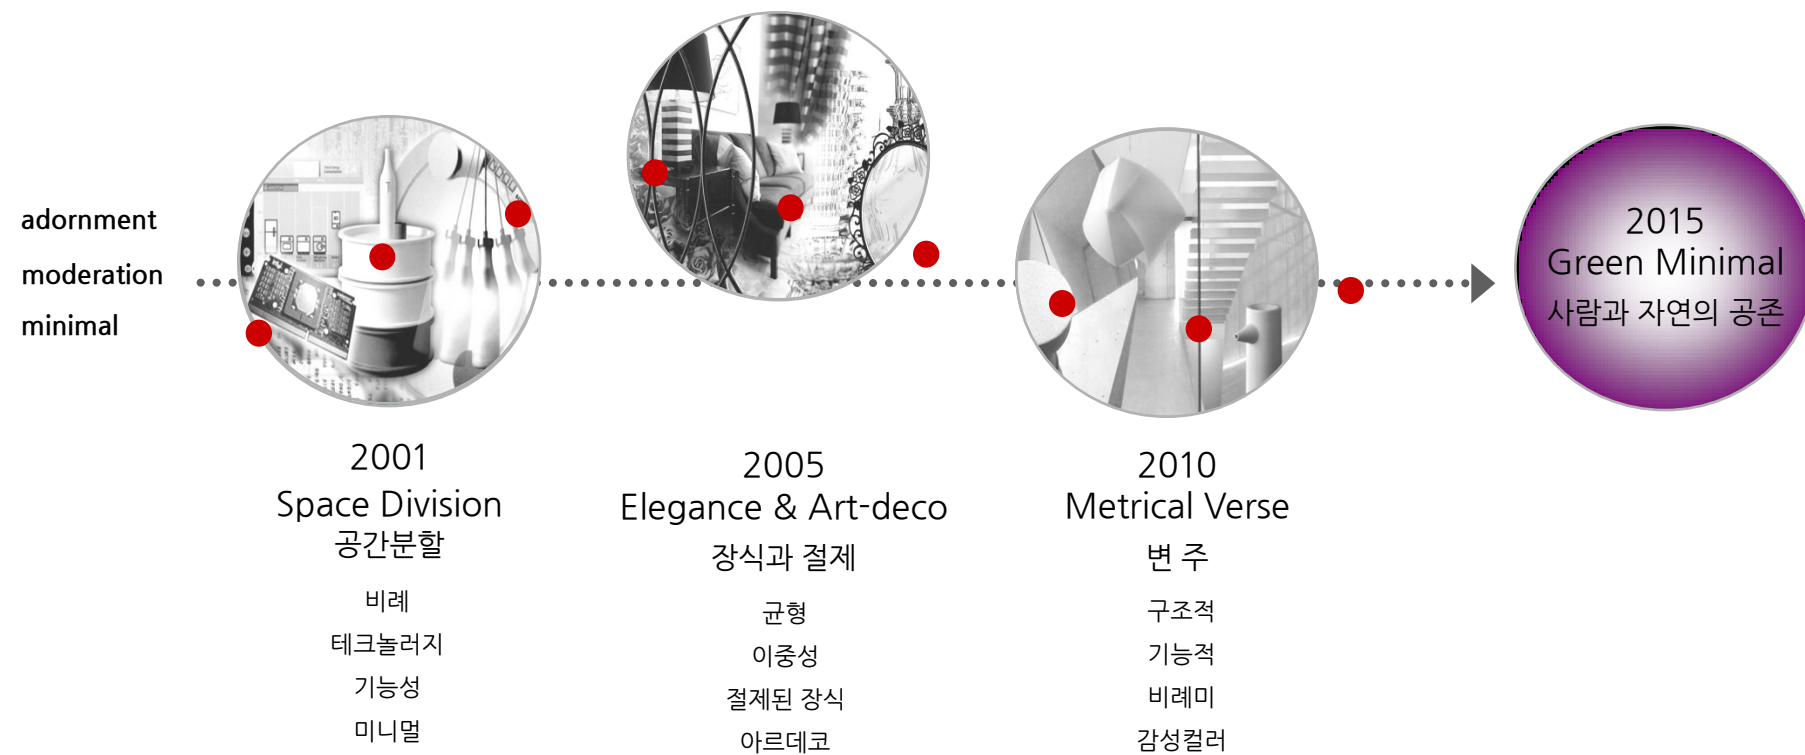 adornment
moderation
minimal
2001
Space Division
공간분할
비례
테크놀러지
기능성
미니멀
2005
Elegance & Art-deco
장식과 절제
균형
이중성
절제된 장식
아르데코
2010
Metrical Verse
변 주
구조적
기능적
비례미
감성컬러
2015
Green Minimal
사람과 자연의 공존